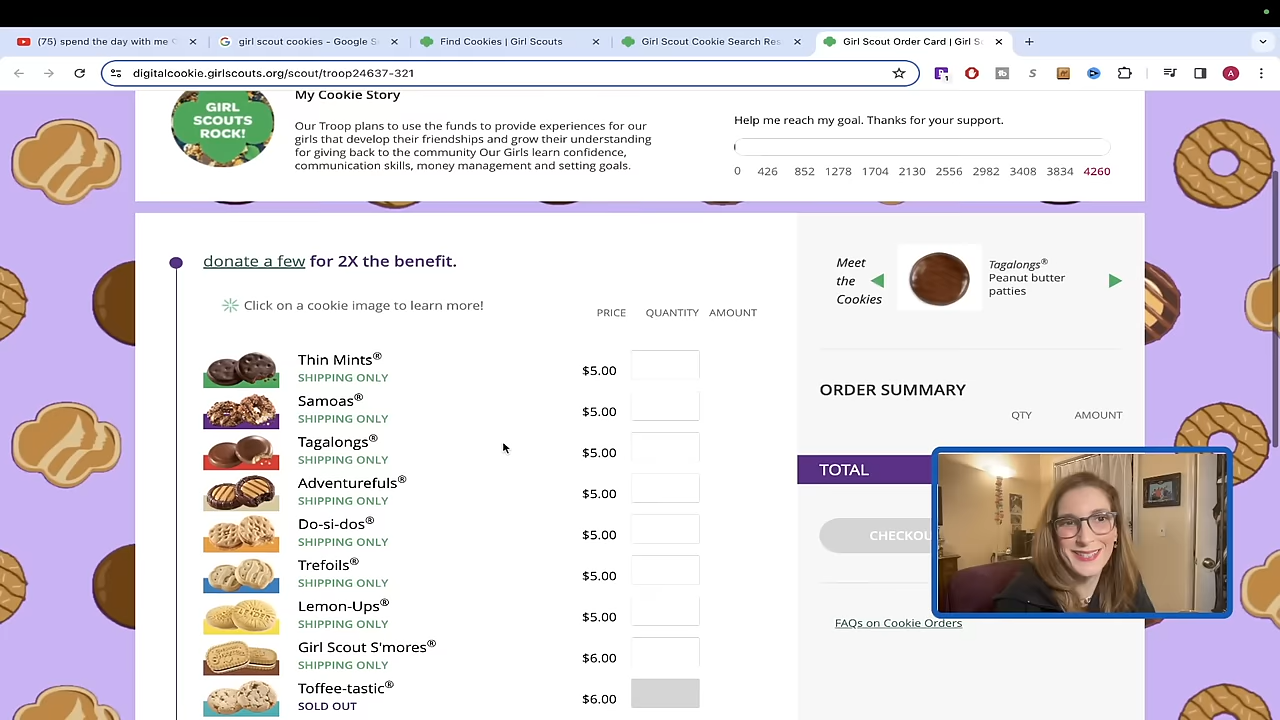 (75) spend the day with me
girl scout cookies - Google S
Find Cookies | Girl Scouts
Girl Scout Cookie Search Res
Girl Scout Order Card | Girl S
digitalcookie.girlscouts.org/scout/troop24637-321
A
GIRL
SCOUTS
ROCK!
My Cookie Story
Our Troop plans to use the funds to provide experiences for our
girls that develop their friendships and grow their understanding
for giving back to the community Our Girls learn confidence,
communication skills, money management and setting goals.
Help me reach my goal. Thanks for your support.
0 426 852 1278 1704 2130 2556 2982 3408 3834 4260
donate a few for 2X the benefit.
Click on a cookie image to learn more!
PRICE QUANTITY AMOUNT
Thin Mints®
SHIPPING ONLY
$5.00
Samoas®
SHIPPING ONLY
$5.00
Tagalongs®
SHIPPING ONLY
$5.00
Adventurefuls®
SHIPPING ONLY
$5.00
Do-si-dos®
SHIPPING ONLY
$5.00
Trefoils®
SHIPPING ONLY
$5.00
Lemon-Ups®
SHIPPING ONLY
$5.00
Girl Scout S'mores®
SHIPPING ONLY
$6.00
Toffee-tastic®
SOLD OUT
$6.00
Meet
the
Cookies
Tagalongs®
Peanut butter
patties
ORDER SUMMARY
QTY AMOUNT
TOTAL
CHECKOU
FAQs on Cookie Orders